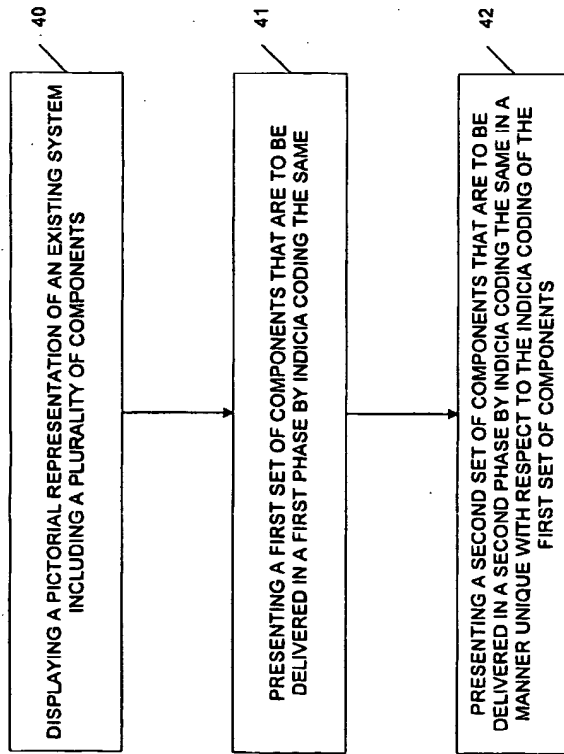 40
DISPLAYING A PICTORIAL REPRESENTATION OF AN EXISTING SYSTEM
INCLUDING A PLURALITY OF COMPONENTS
41
PRESENTING A FIRST SET OF COMPONENTS THAT ARE TO BE
DELIVERED IN A FIRST PHASE BY INDICIA CODING THE SAME
42
PRESENTING A SECOND SET OF COMPONENTS THAT ARE TO BE
DELIVERED IN A SECOND PHASE BY INDICIA CODING THE SAME IN A
MANNER UNIQUE WITH RESPECT TO THE INDICIA CODING OF THE
FIRST SET OF COMPONENTS